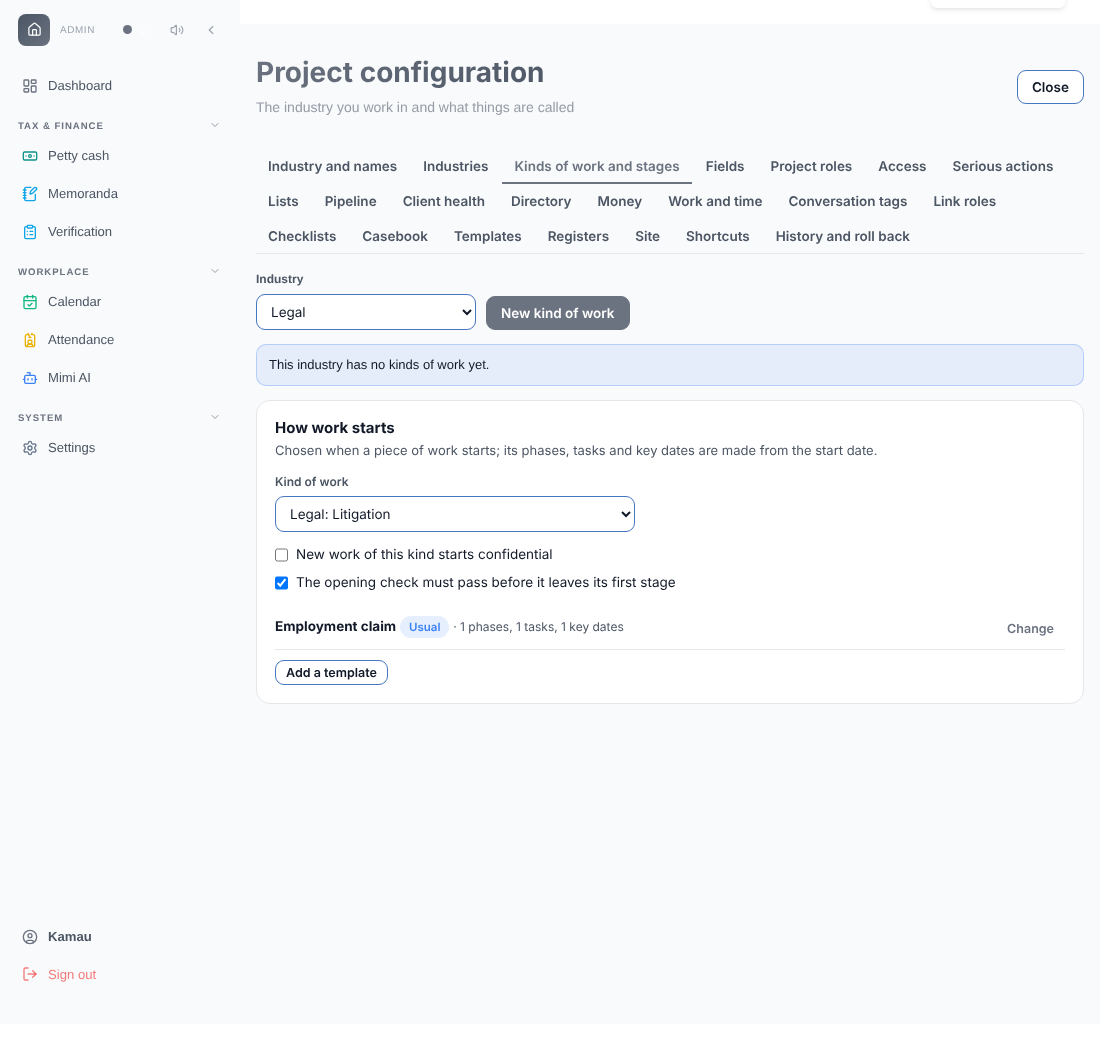 ADMIN
Dashboard
TAX & FINANCE
Petty cash
Memoranda
Verification
WORKPLACE
Calendar
Attendance
Mimi AI
SYSTEM
Settings
Kamau
Sign out
Project configuration
The industry you work in and what things are called
Close
Industry and names Industries Kinds of work and stages Fields Project roles Access Serious actions
Lists Pipeline Client health Directory Money Work and time Conversation tags Link roles
Checklists Casebook Templates Registers Site Shortcuts History and roll back
Industry
Legal New kind of work
This industry has no kinds of work yet.
How work starts
Chosen when a piece of work starts; its phases, tasks and key dates are made from the start date.
Kind of work
Legal: Litigation
New work of this kind starts confidential
The opening check must pass before it leaves its first stage
Employment claim Usual · 1 phases, 1 tasks, 1 key dates Change
Add a template